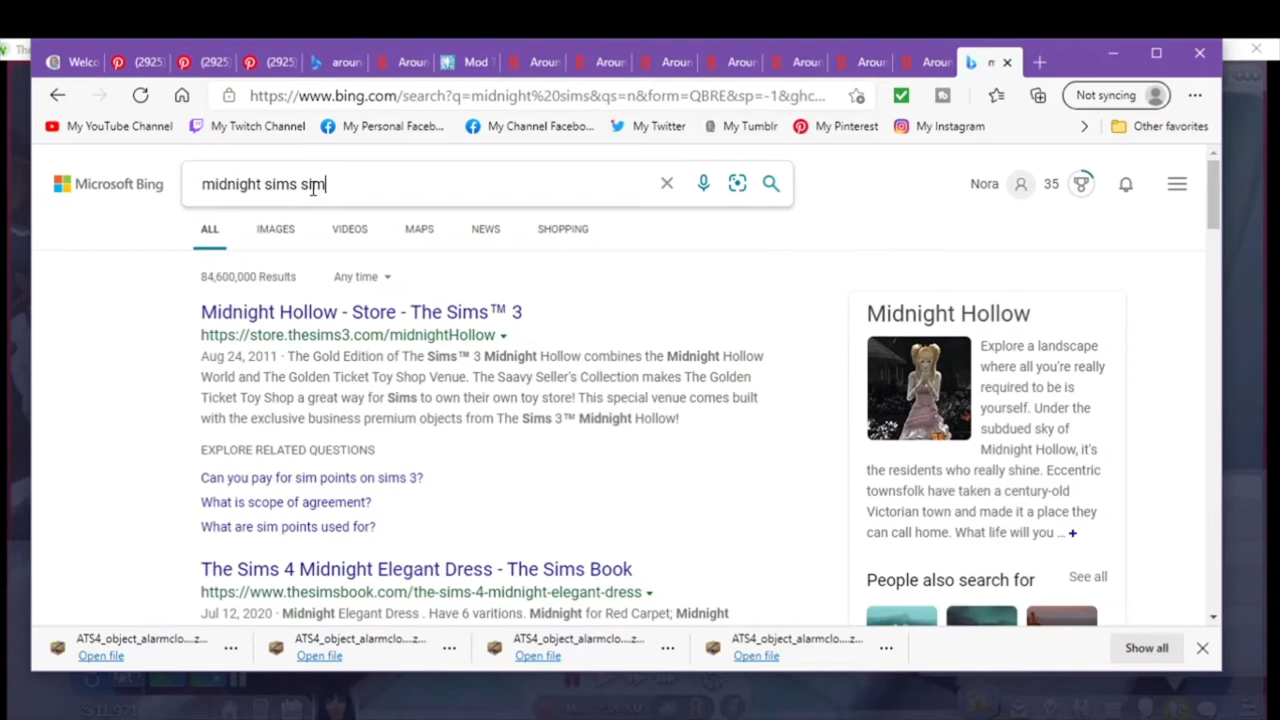 Welco
(2925)
(2925)
(2925)
aroun
Aroun
Mod T
Aroun
Aroun
Aroun
Aroun
Aroun
Aroun
Aroun
https://www.bing.com/search?q=midnight%20sims&qs=n&form=QBRE&sp=-1&ghc...
Not syncing
My YouTube Channel
My Twitch Channel
My Personal Faceb...
My Channel Facebo...
My Twitter
My Tumblr
My Pinterest
My Instagram
Other favorites
Microsoft Bing
midnight sims sim
Nora
35
ALL
IMAGES
VIDEOS
MAPS
NEWS
SHOPPING
84,600,000 Results
Any time
Midnight Hollow - Store - The Sims™ 3
https://store.thesims3.com/midnightHollow
Aug 24, 2011 · The Gold Edition of The Sims™ 3 Midnight Hollow combines the Midnight Hollow
World and The Golden Ticket Toy Shop Venue. The Saavy Seller's Collection makes The Golden
Ticket Toy Shop a great way for Sims to own their own toy store! This special venue comes built
with the exclusive business premium objects from The Sims 3™ Midnight Hollow!
EXPLORE RELATED QUESTIONS
Can you pay for sim points on sims 3?
What is scope of agreement?
What are sim points used for?
The Sims 4 Midnight Elegant Dress - The Sims Book
https://www.thesimsbook.com/the-sims-4-midnight-elegant-dress
Jul 12, 2020 · Midnight Elegant Dress . Have 6 varitions. Midnight for Red Carpet; Midnight
Midnight Hollow
Explore a landscape
where all you're really
required to be is
yourself. Under the
subdued sky of
Midnight Hollow, it's
the residents who really shine. Eccentric
townsfolk have taken a century-old
Victorian town and made it a place they
can call home. What life will you ... +
People also search for
See all
ATS4_object_alarmclo....z...
Open file
ATS4_object_alarmclo....z...
Open file
ATS4_object_alarmclo....z...
Open file
ATS4_object_alarmclo....z...
Open file
Show all